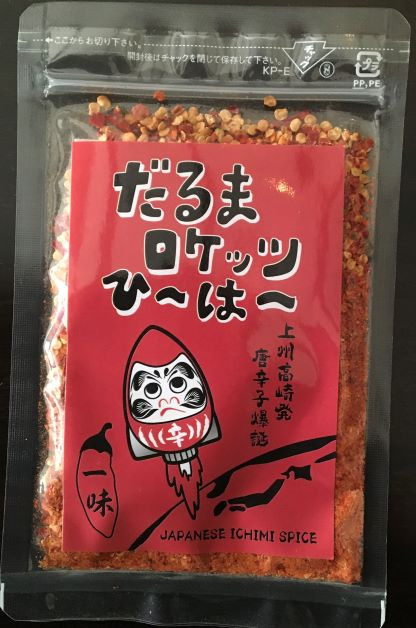 ここからお切り下さい。
開封後はチャックを閉じて保存して下さい。
チャック
KP-E
プラ
PP,PE
だるま
ロケッツ
ひ〜は〜
上州高崎発
唐辛子爆誕
辛
一味
JAPANESE ICHIMI SPICE